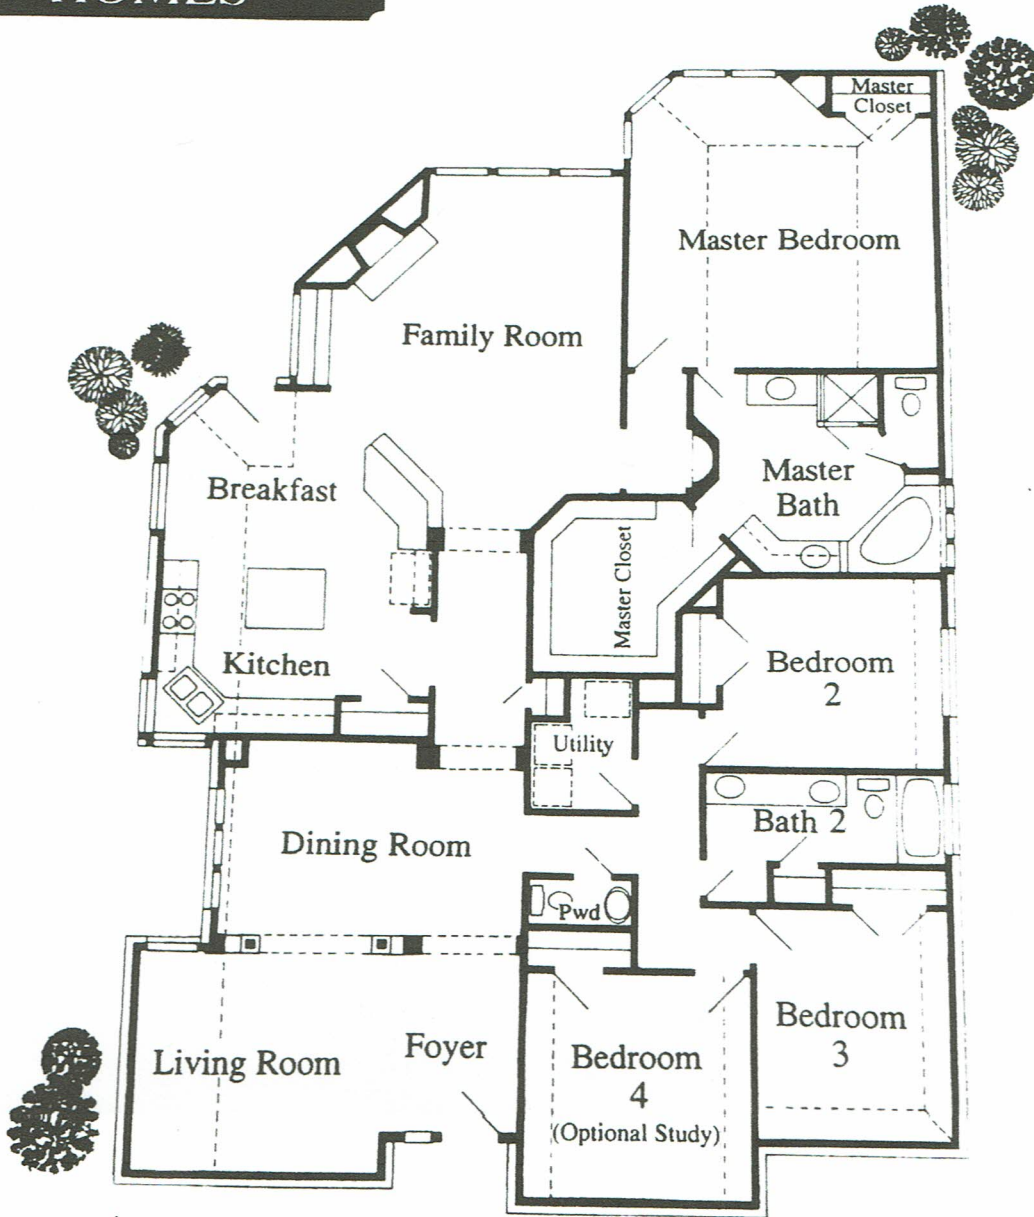 HOMES
Master
Closet
Master Bedroom
Family Room
Breakfast
Master
Bath
Master Closet
Kitchen
Bedroom
2
Utility
Bath 2
Dining Room
Pwd
Living Room
Foyer
Bedroom
4
(Optional Study)
Bedroom
3